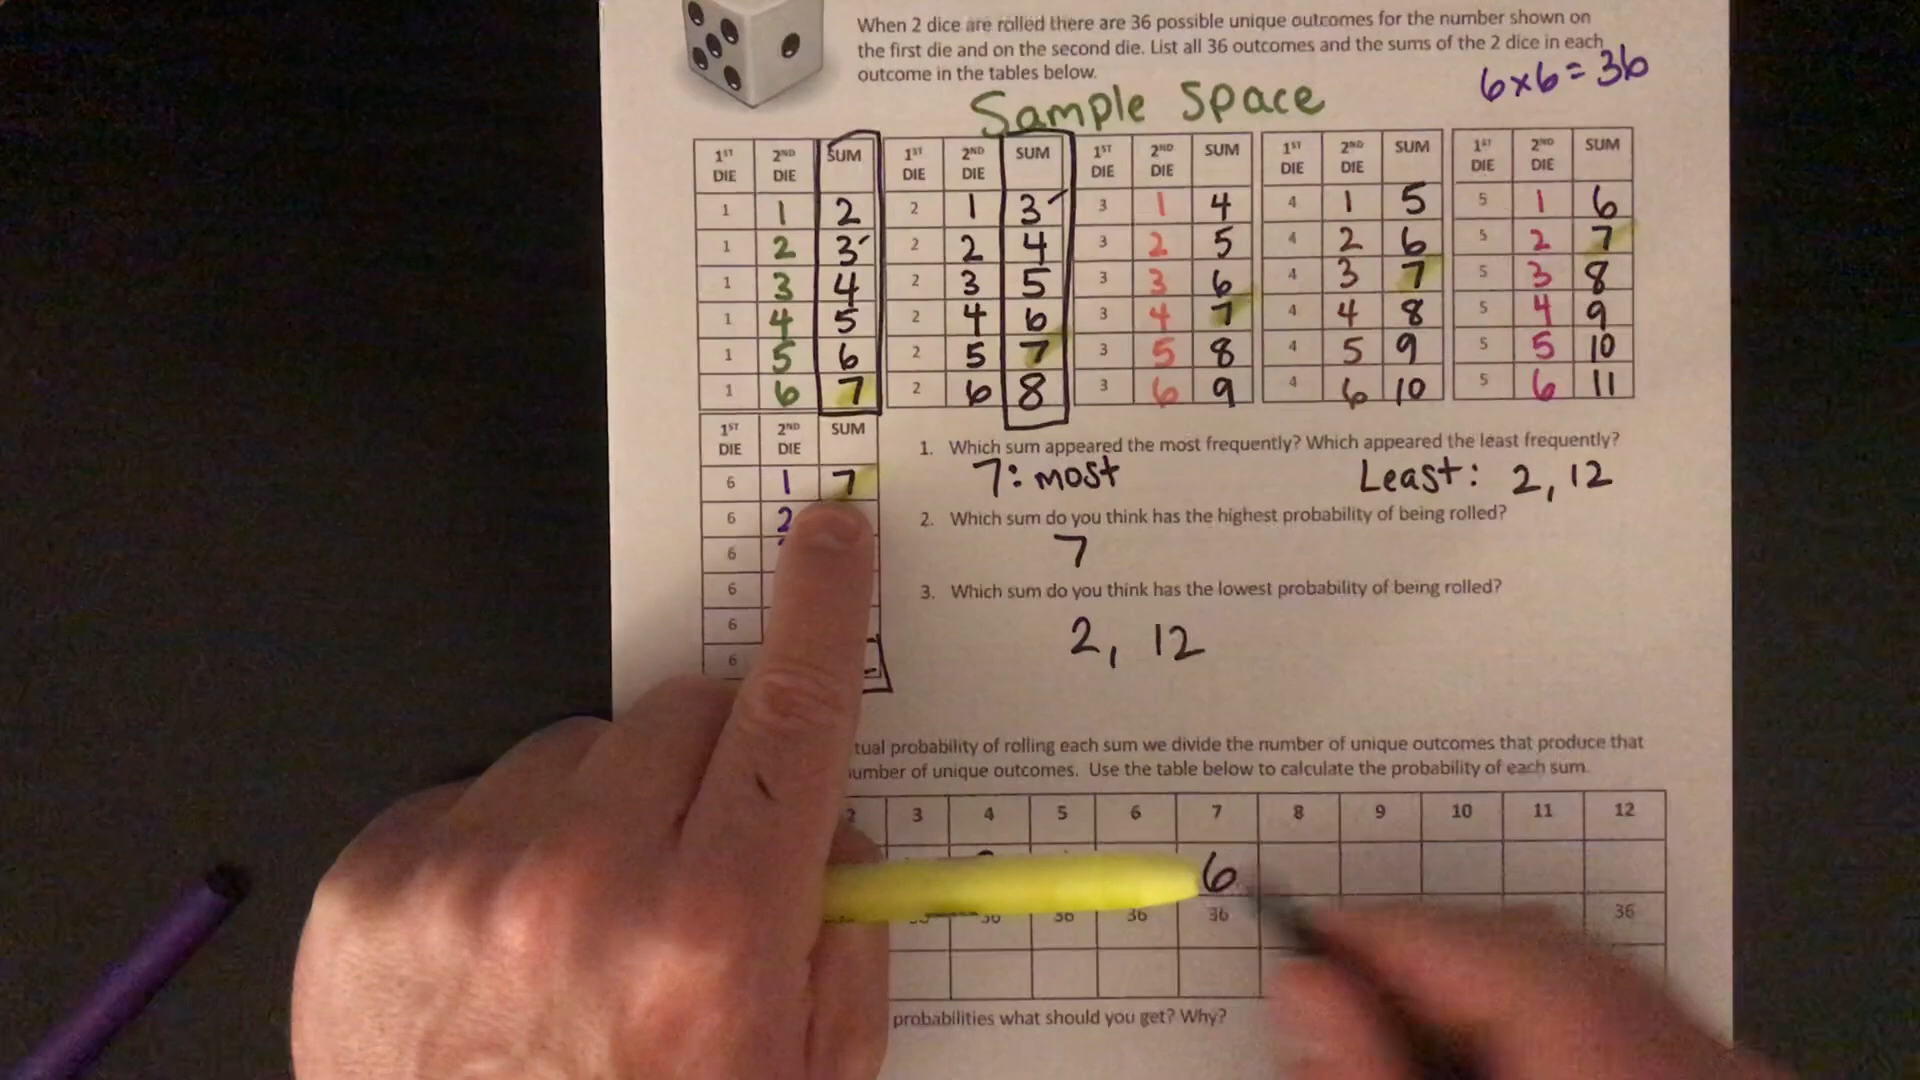 When 2 dice are rolled there are 36 possible unique outcomes for the number shown on
the first die and on the second die. List all 36 outcomes and the sums of the 2 dice in each
outcome in the tables below.
6x6=36
Sample Space
1ST DIE 2ND DIE SUM 1ST DIE 2ND DIE SUM 1ST DIE 2ND DIE SUM 1ST DIE 2ND DIE SUM 1ST DIE 2ND DIE SUM
1 1 2 2 1 3 3 1 4 4 1 5 5 1 6
1 2 3 2 2 4 3 2 5 4 2 6 5 2 7
1 3 4 2 3 5 3 3 6 4 3 7 5 3 8
1 4 5 2 4 6 3 4 7 4 4 8 5 4 9
1 5 6 2 5 7 3 5 8 4 5 9 5 5 10
1 6 7 2 6 8 3 6 9 4 6 10 5 6 11
1ST DIE 2ND DIE SUM
6 1 7
6 2
6
6
6
6
1. Which sum appeared the most frequently? Which appeared the least frequently?
7: most Least: 2, 12
2. Which sum do you think has the highest probability of being rolled?
7
3. Which sum do you think has the lowest probability of being rolled?
2, 12
tual probability of rolling each sum we divide the number of unique outcomes that produce that
number of unique outcomes. Use the table below to calculate the probability of each sum.
2 3 4 5 6 7 8 9 10 11 12
6
36 36 36 36 36
probabilities what should you get? Why?